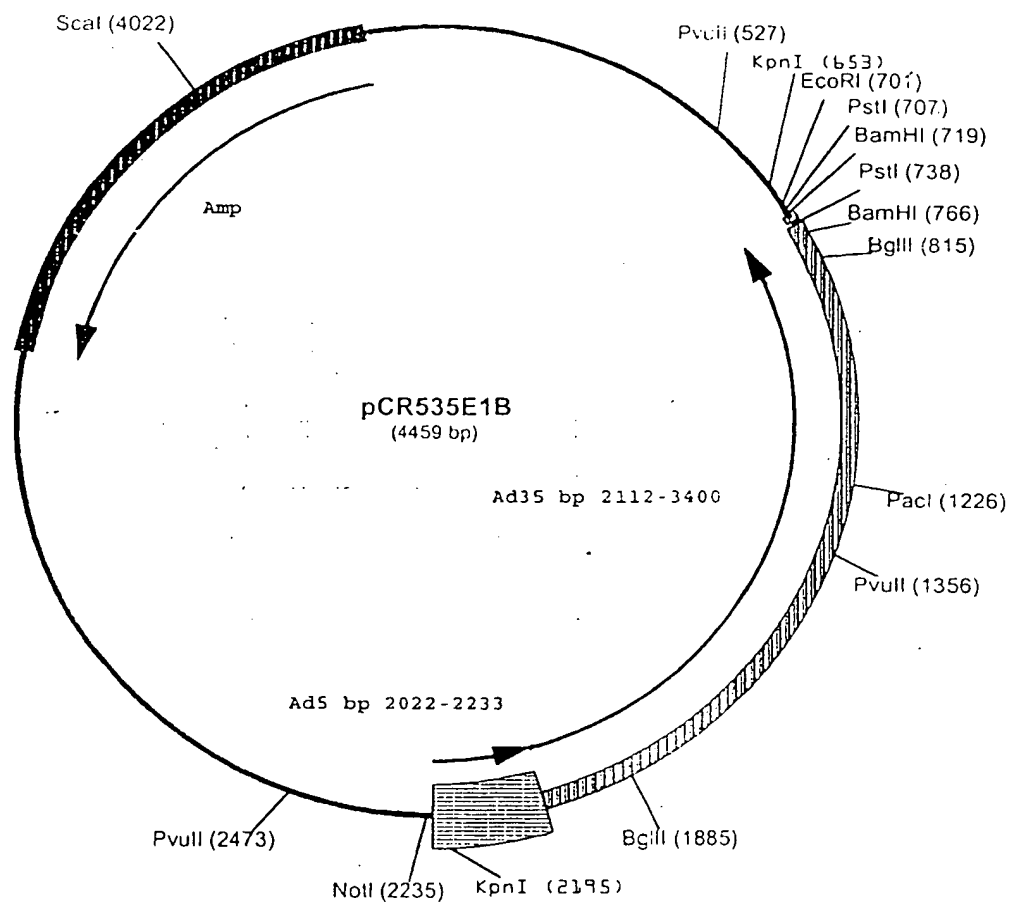 ScaI (4022)
PvuII (527)
KpnI (653)
EcoRI (701)
PstI (707)
BamHI (719)
PstI (738)
BamHI (766)
BglII (815)
Amp
pCR535E1B
(4459 bp)
Ad35 bp 2112-3400
PacI (1226)
PvuII (1356)
Ad5 bp 2022-2233
PvuII (2473)
BglII (1885)
NotI (2235)
KpnI (2195)